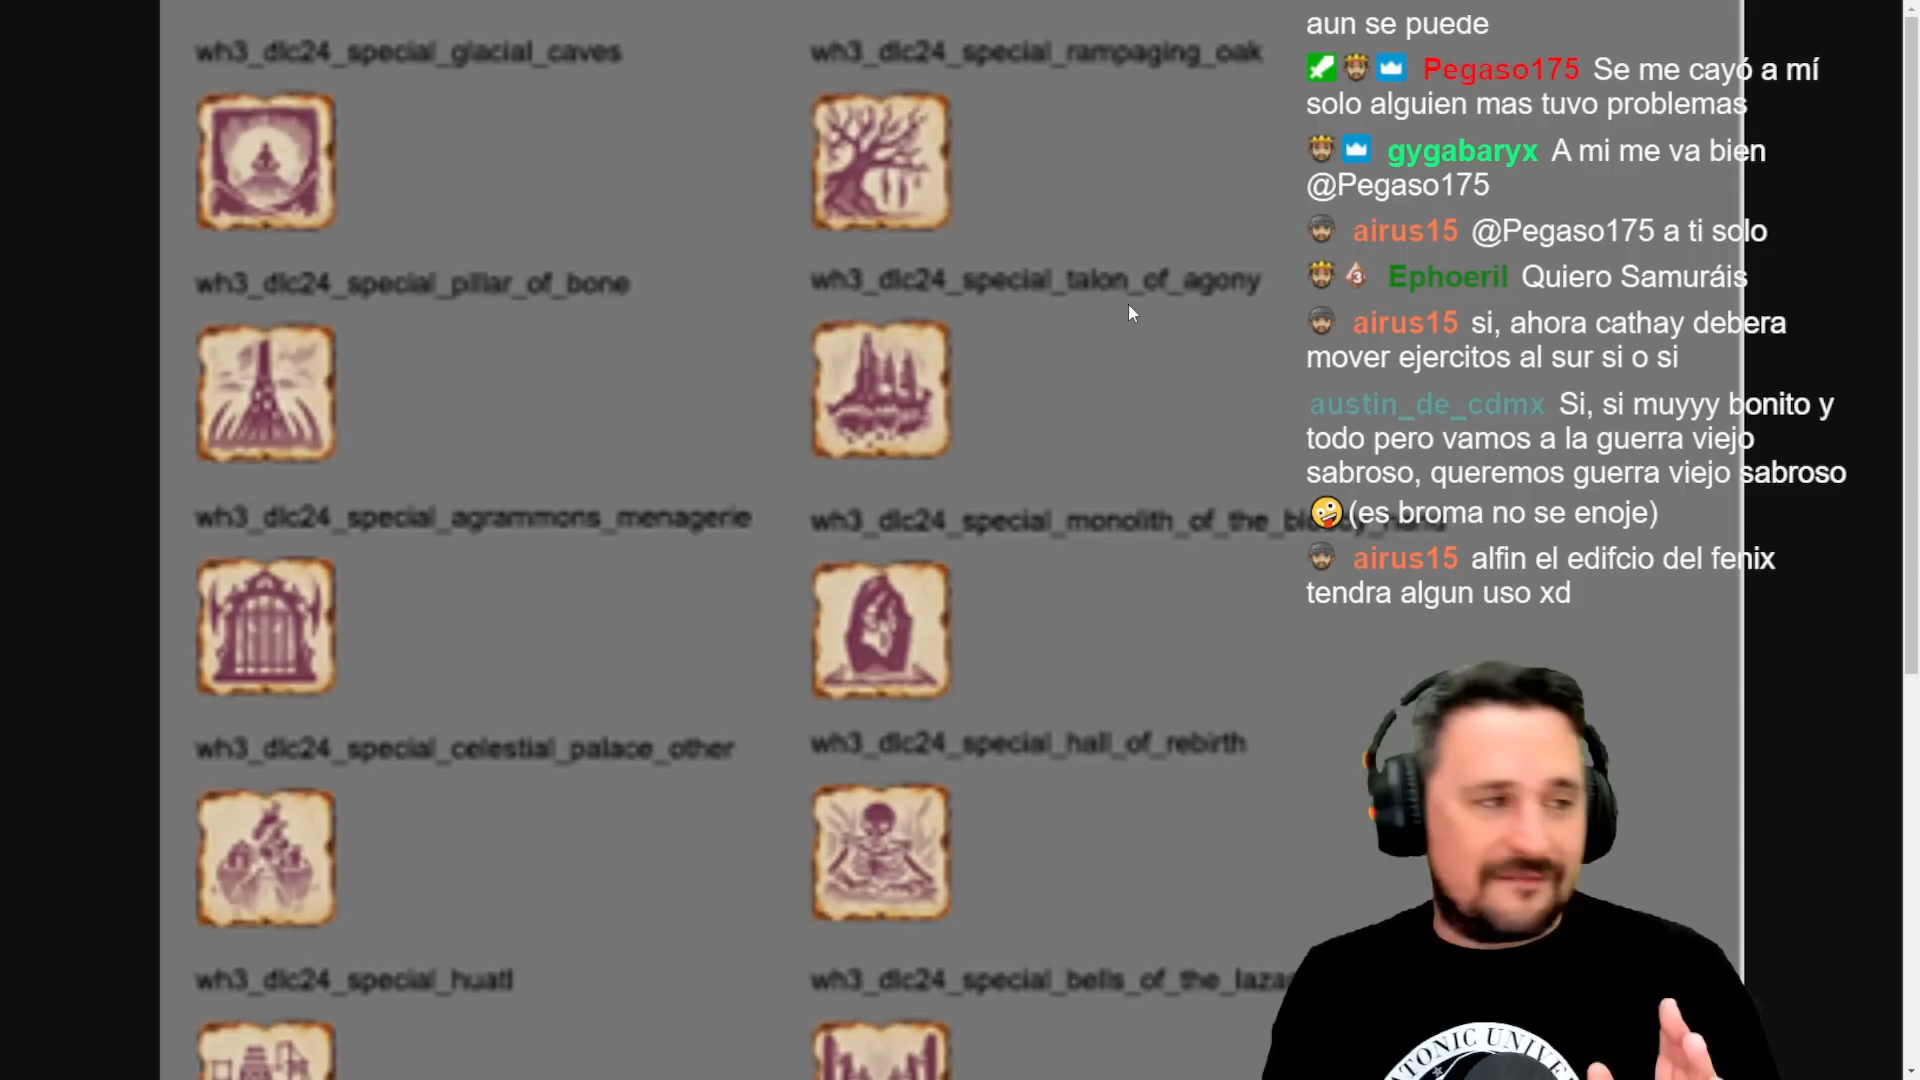 wh3_dlc24_special_glacial_caves
wh3_dlc24_special_rampaging_oak
wh3_dlc24_special_pillar_of_bone
wh3_dlc24_special_talon_of_agony
wh3_dlc24_special_agrammons_menagerie
wh3_dlc24_special_monolith_of_the
wh3_dlc24_special_celestial_palace_other
wh3_dlc24_special_hall_of_rebirth
wh3_dlc24_special_huatl
wh3_dlc24_special_bells_of_the_lazar
aun se puede
Pegaso175 Se me cayó a mí
solo alguien mas tuvo problemas
gygabaryx A mi me va bien
@Pegaso175
airus15 @Pegaso175 a ti solo
3 Ephoeril Quiero Samuráis
airus15 si, ahora cathay debera
mover ejercitos al sur si o si
austin_de_cdmx Si, si muyyy bonito y
todo pero vamos a la guerra viejo
sabroso, queremos guerra viejo sabroso
(es broma no se enoje)
airus15 alfin el edifcio del fenix
tendra algun uso xd
ATONIC UNIVE